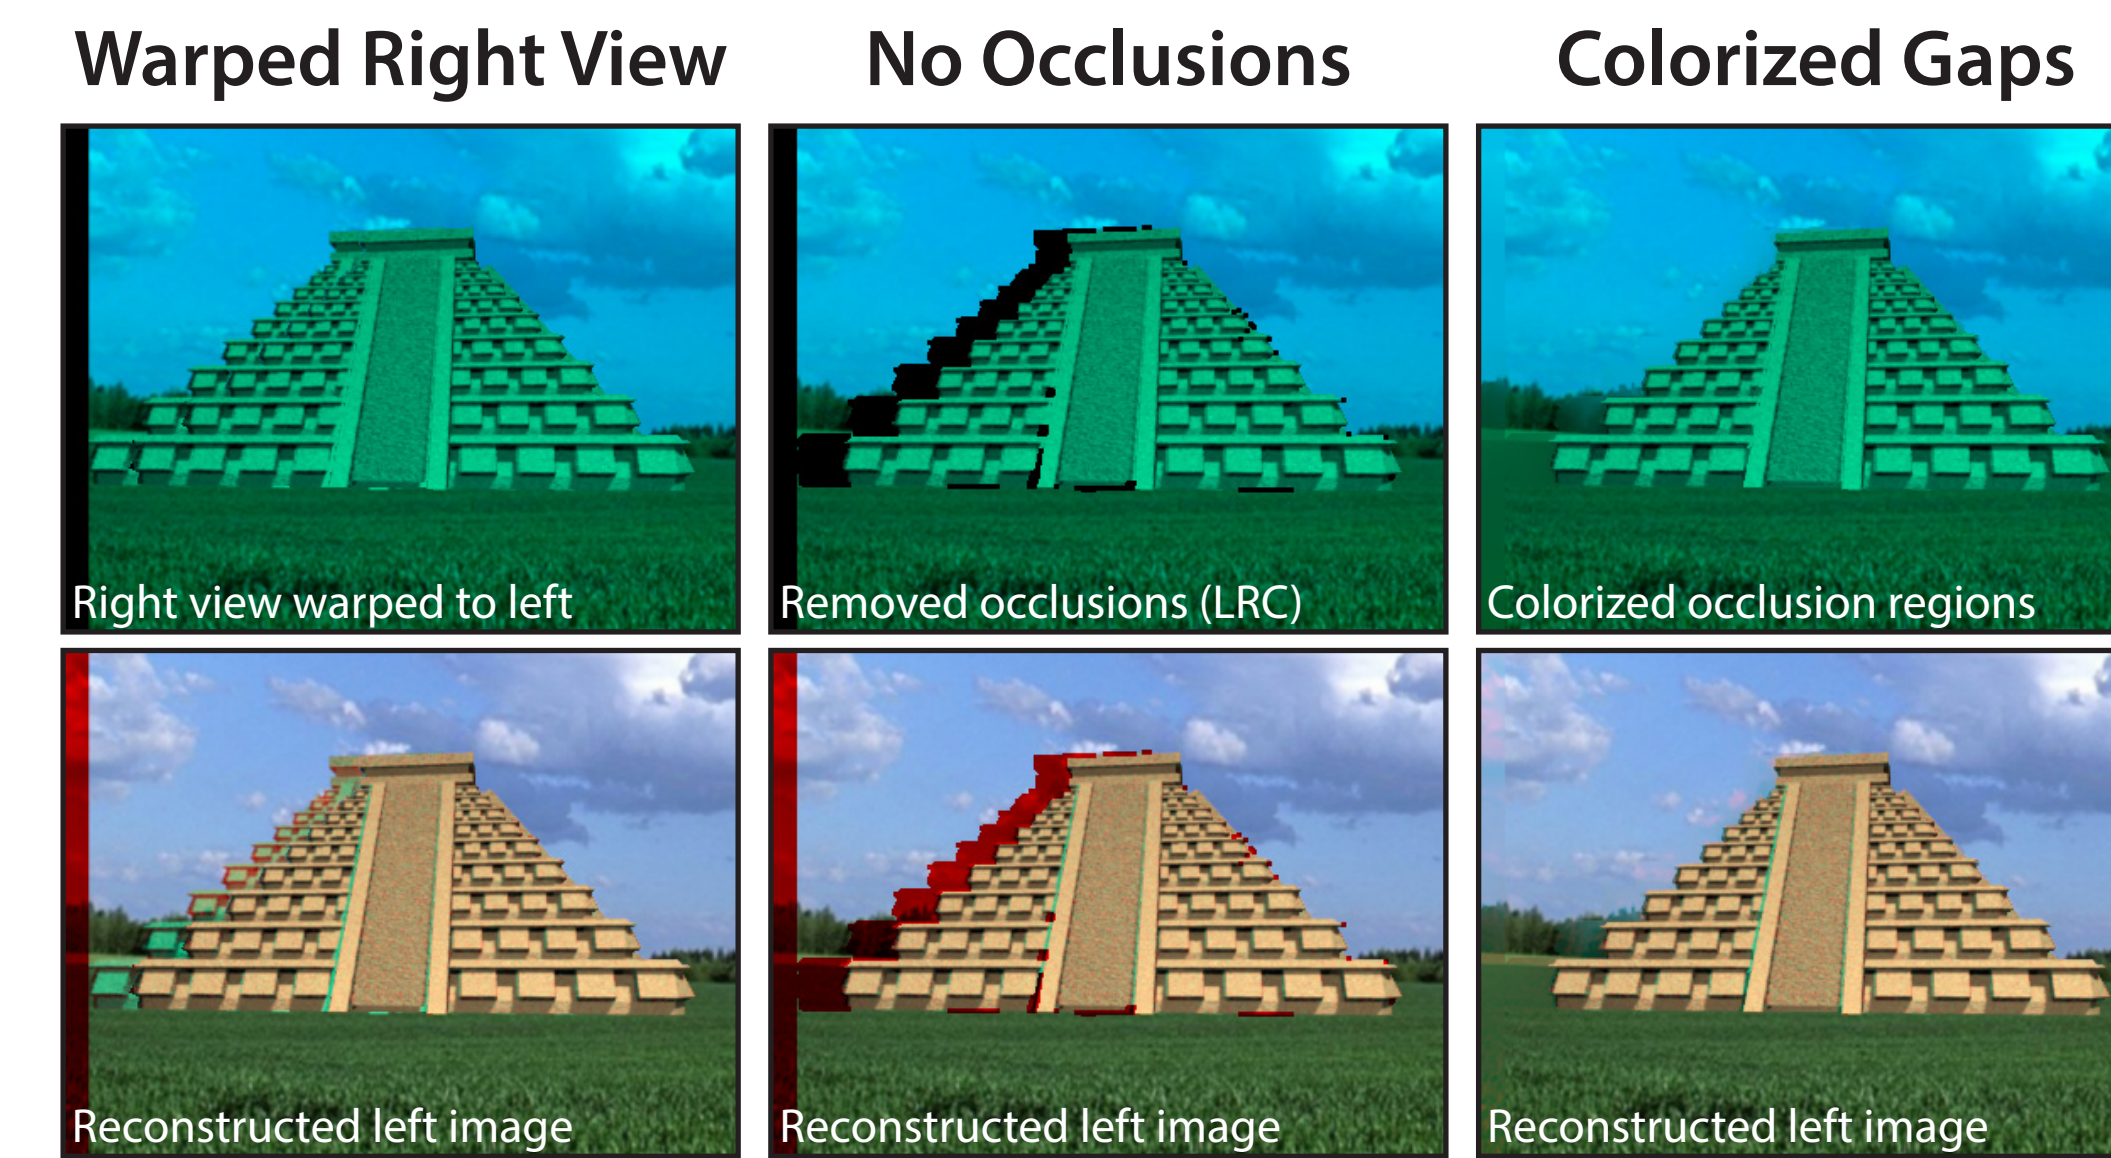 Warped Right View
No Occlusions
Colorized Gaps
Right view warped to left
Removed occlusions (LRC)
Colorized occlusion regions
Reconstructed left image
Reconstructed left image
Reconstructed left image